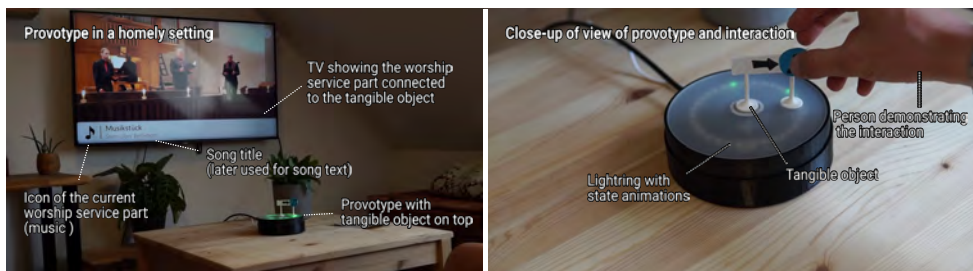 Provotype in a homely setting
TV showing the worship
service part connected
to the tangible object
Musikstück
Song title
(later used for song text)
Icon of the current
worship service part
(music )
Provotype with
tangible object on top
Close-up of view of provotype and interaction
Person demonstrating
the interaction
Tangible object
Lightring with
state animations